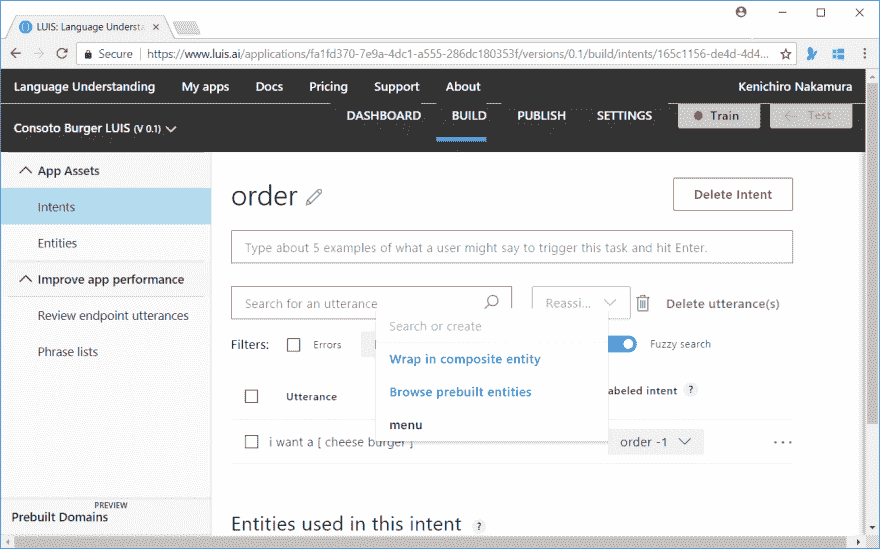 LUIS: Language Underst
Secure https://www.luis.ai/applications/fa1fd370-7e9a-4dc1-a555-286dc180353f/versions/0.1/build/intents/165c1156-de4d-4d4...
Language Understanding My apps Docs Pricing Support About Kenichiro Nakamura
Consoto Burger LUIS (V 0.1) DASHBOARD BUILD PUBLISH SETTINGS Train Test
App Assets
Intents
Entities
Improve app performance
Review endpoint utterances
Phrase lists
PREVIEW
Prebuilt Domains
order
Delete Intent
Type about 5 examples of what a user might say to trigger this task and hit Enter.
Search for an utterance Reassi... Delete utterance(s)
Search or create
Filters: Errors Fuzzy search
Wrap in composite entity
Browse prebuilt entities
Utterance abeled intent ?
menu
i want a [ cheese burger ] order -1 ...
Entities used in this intent ?